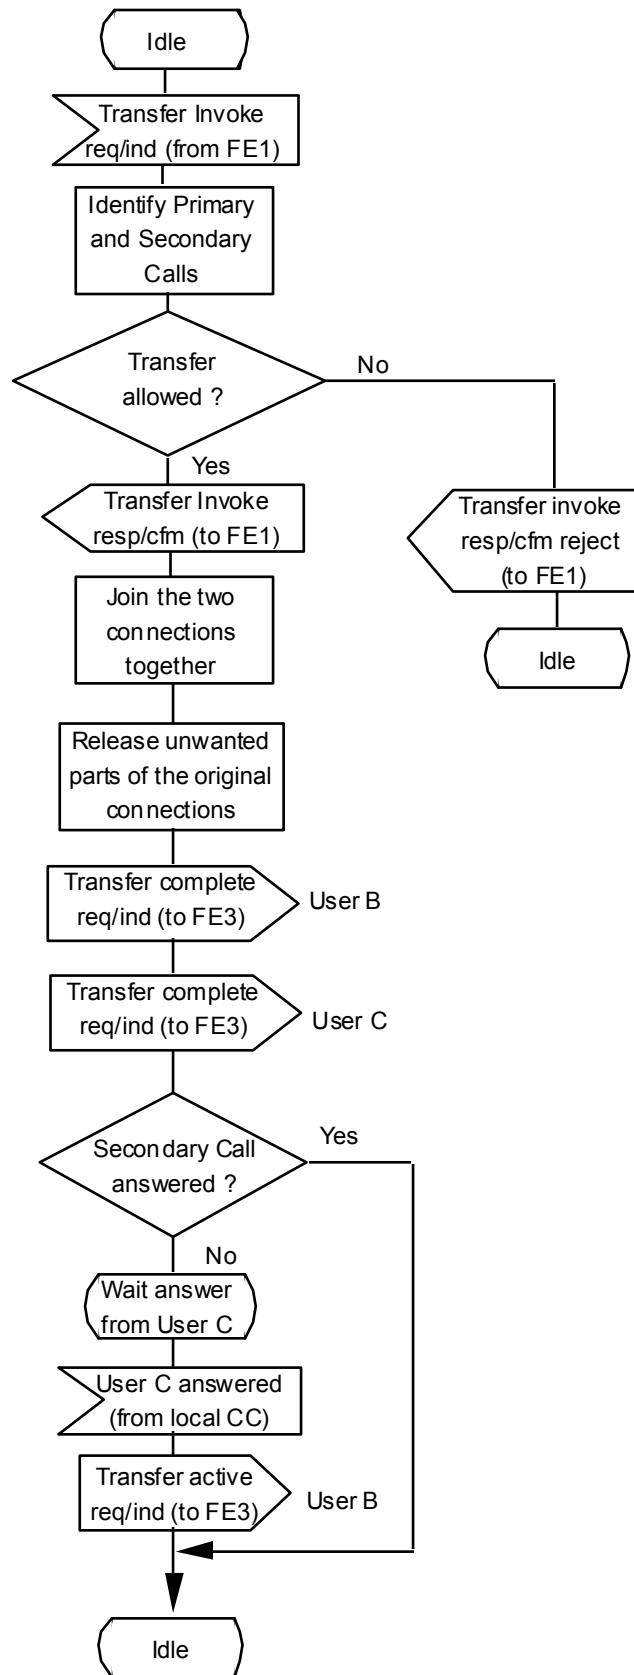 Idle
Transfer Invoke
req/ind (from FE1)
Identify Primary
and Secondary
Calls
Transfer
allowed ?
No
Yes
Transfer Invoke
resp/cfm (to FE1)
Transfer invoke
resp/cfm reject
(to FE1)
Idle
Join the two
connections
together
Release unwanted
parts of the original
connections
Transfer complete
req/ind (to FE3)
User B
Transfer complete
req/ind (to FE3)
User C
Secondary Call
answered ?
Yes
No
Wait answer
from User C
User C answered
(from local CC)
Transfer active
req/ind (to FE3)
User B
Idle